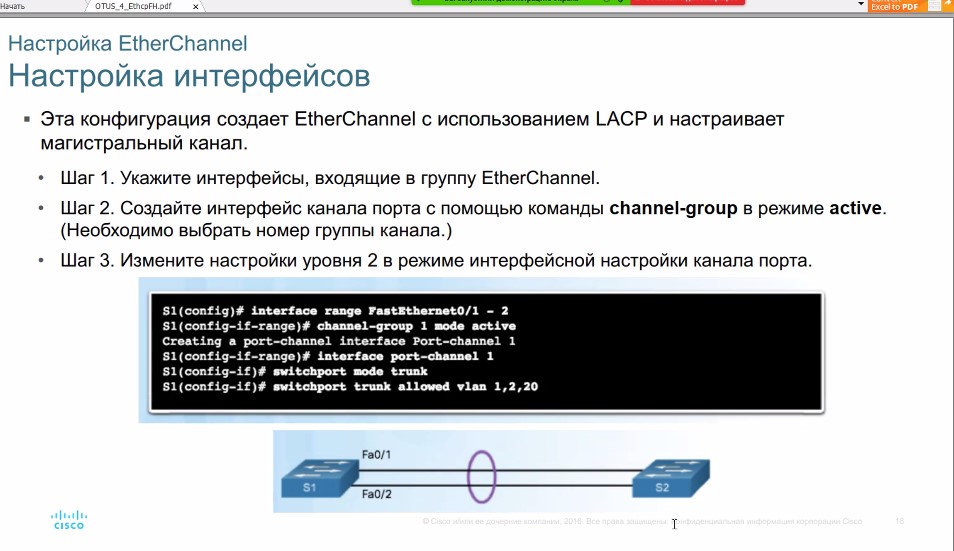 Начать
OTUS_4_EthcpFH.pdf
Excel to PDF
Настройка EtherChannel
Настройка интерфейсов
Эта конфигурация создает EtherChannel с использованием LACP и настраивает
магистральный канал.
Шаг 1. Укажите интерфейсы, входящие в группу EtherChannel.
Шаг 2. Создайте интерфейс канала порта с помощью команды channel-group в режиме active.
(Необходимо выбрать номер группы канала.)
Шаг 3. Измените настройки уровня 2 в режиме интерфейсной настройки канала порта.
S1(config)# interface range FastEthernet0/1 - 2
S1(config-if-range)# channel-group 1 mode active
Creating a port-channel interface Port-channel 1
S1(config-if-range)# interface port-channel 1
S1(config-if)# switchport mode trunk
S1(config-if)# switchport trunk allowed vlan 1,2,20
Fa0/1
S1
S2
Fa0/2
CISCO
© Cisco и/или ее дочерние компании, 2016. Все права защищены. Конфиденциальная информация корпорации Cisco
18